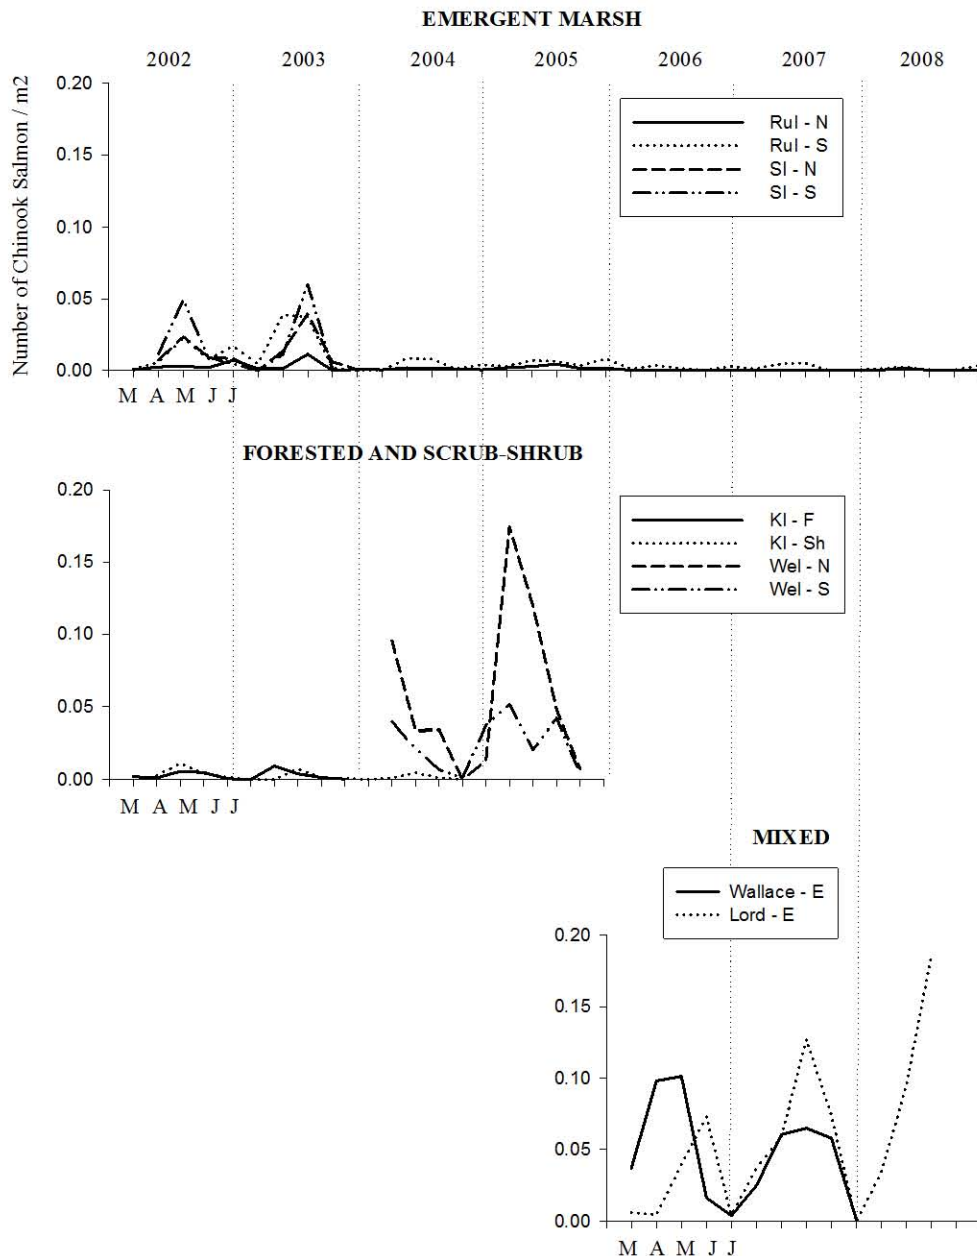 EMERGENT MARSH
2002 2003 2004 2005 2006 2007 2008
Number of Chinook Salmon / m2
0.20
0.15
0.10
0.05
0.00
M A M J J
RuI - N
RuI - S
SI - N
SI - S
FORESTED AND SCRUB-SHRUB
0.20
0.15
0.10
0.05
0.00
M A M J J
KI - F
KI - Sh
WeI - N
WeI - S
MIXED
Wallace - E
Lord - E
0.20
0.15
0.10
0.05
0.00
M A M J J